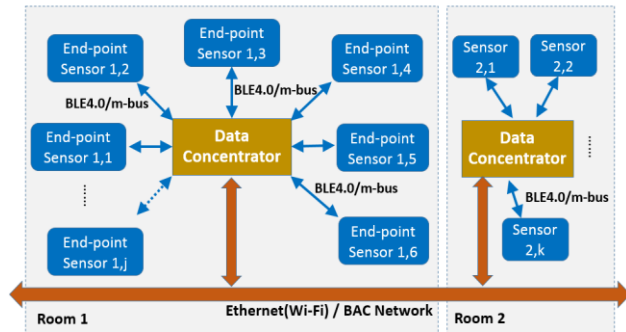 End-point
Sensor 1,2
End-point
Sensor 1,3
End-point
Sensor 1,4
BLE4.0/m-bus
BLE4.0/m-bus
End-point
Sensor 1,1
Data
Concentrator
End-point
Sensor 1,5
BLE4.0/m-bus
End-point
Sensor 1,j
End-point
Sensor 1,6
Sensor
2,1
Sensor
2,2
Data
Concentrator
BLE4.0/m-bus
Sensor
2,k
Ethernet(Wi-Fi) / BAC Network
Room 1
Room 2